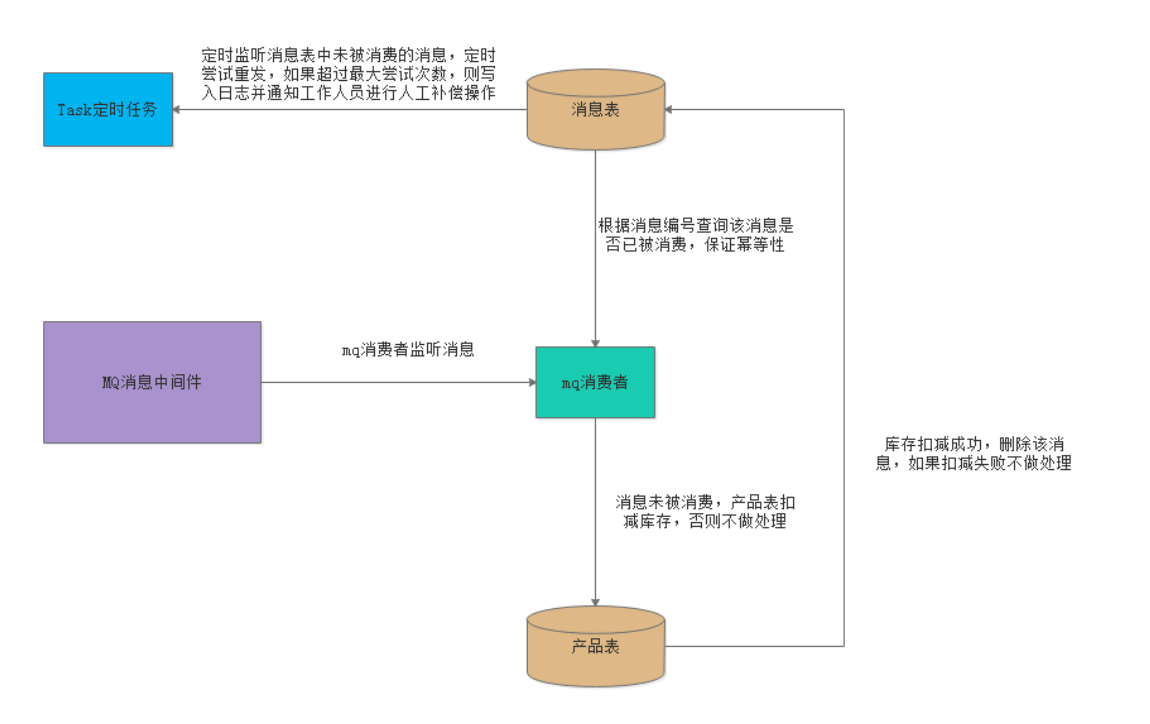 定时监听消息表中未被消费的消息，定时
尝试重发，如果超过最大尝试次数，则写
入日志并通知工作人员进行人工补偿操作
Task定时任务
消息表
根据消息编号查询该消息是
否已被消费，保证幂等性
mq消费者监听消息
MQ消息中间件
mq消费者
库存扣减成功，删除该消
息，如果扣减失败不做处理
消息未被消费，产品表扣
减库存，否则不做处理
产品表